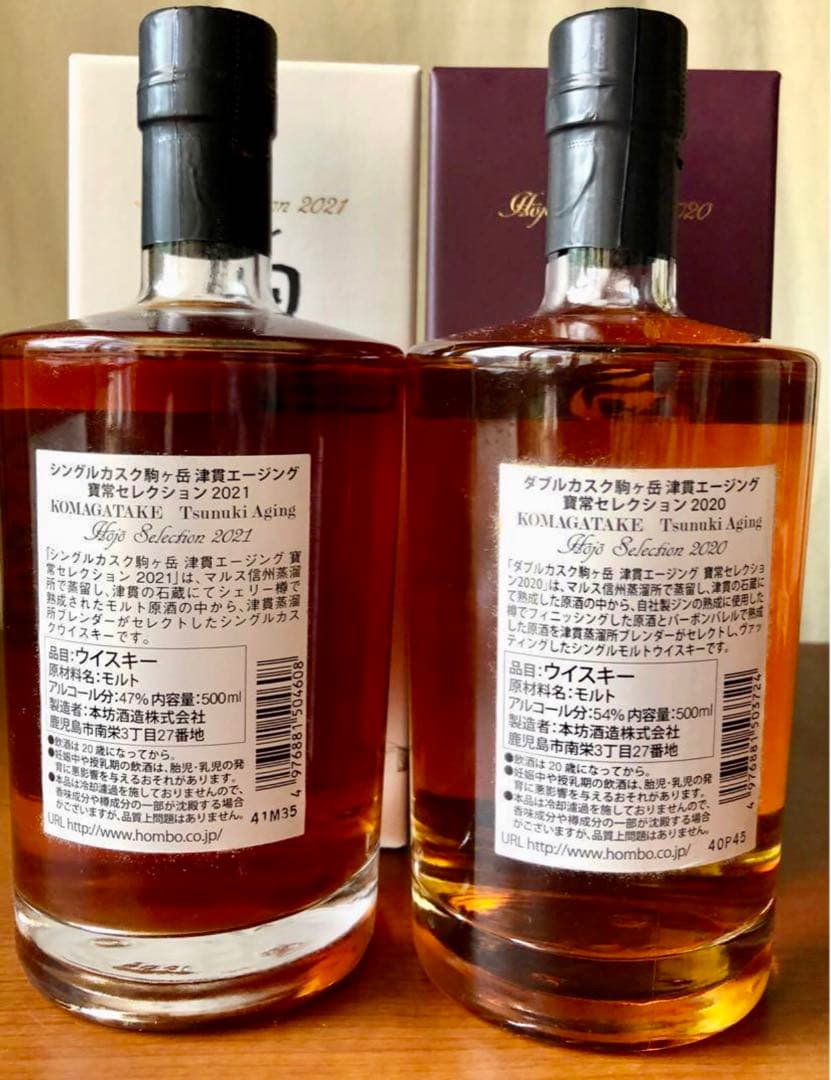 Selection 2021
Hōjō
2020
シングルカスク駒ヶ岳 津貫エージング
寶常セレクション 2021
KOMAGATAKE Tsunuki Aging
Hōjō Selection 2021
「シングルカスク駒ヶ岳 津貫エージング 寶
常セレクション 2021」は、マルス信州蒸溜
所で蒸留し、津貫の石蔵にてシェリー樽で
熟成されたモルト原酒の中から、津貫蒸溜
所ブレンダーがセレクトしたシングルカス
クウイスキーです。
品目:ウイスキー
原材料名:モルト
アルコール分:47% 内容量:500ml
製造者:本坊酒造株式会社
鹿児島市南栄3丁目27番地
●飲酒は20歳になってから。
●妊娠中や授乳期の飲酒は、胎児・乳児の発
育に悪影響を与えるおそれがあります。
●本品は冷却濾過を施しておりませんので、
香味成分や樽成分の一部が沈殿する場合
がございますが、品質上問題はありません。
URL http://www.hombo.co.jp/
4 976881 504608
41M35
ダブルカスク駒ヶ岳 津貫エージング
寶常セレクション 2020
KOMAGATAKE Tsunuki Aging
Hōjō Selection 2020
「ダブルカスク駒ヶ岳 津貫エージング 寶常セレクショ
ン2020」は、マルス信州蒸溜所で蒸留し、津貫の石蔵に
て熟成した原酒の中から、自社製ジンの熟成に使用した
樽でフィニッシングした原酒とバーボンバレルで熟成
した原酒を津貫蒸溜所ブレンダーがセレクトし、ヴァッ
ティングしたシングルモルトウイスキーです。
品目:ウイスキー
原材料名:モルト
アルコール分:54% 内容量:500ml
製造者:本坊酒造株式会社
鹿児島市南栄3丁目27番地
●飲酒は20歳になってから。
●妊娠中や授乳期の飲酒は、胎児・乳児の発
育に悪影響を与えるおそれがあります。
●本品は冷却濾過を施しておりませんので、
香味成分や樽成分の一部が沈殿する場合
がございますが、品質上問題はありません。
URL http://www.hombo.co.jp/
4 976881 503724
40P45